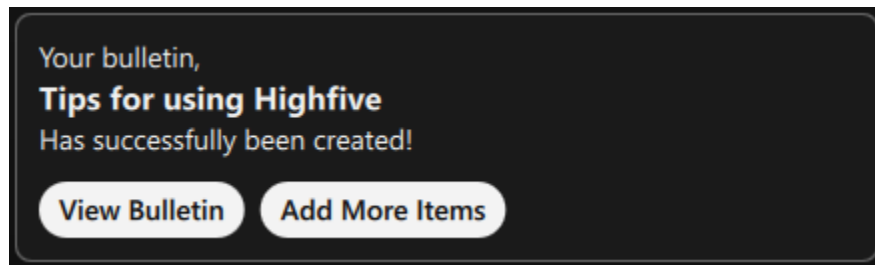 Your bulletin,
Tips for using Highfive
Has successfully been created!
View Bulletin
Add More Items